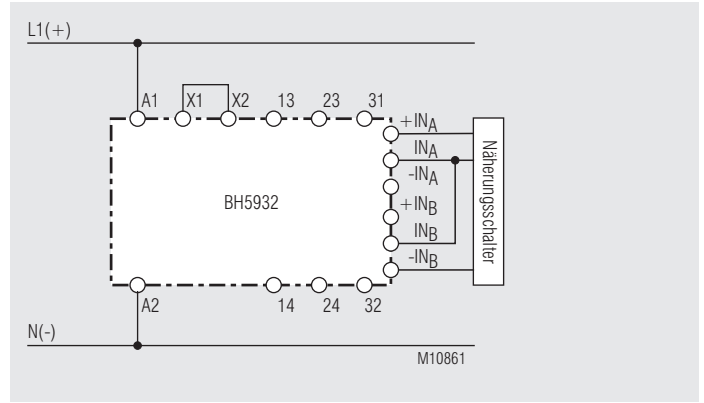 L1(+)
A1 X1 X2 13 23 31
+INA
INA
-INA
+INB
INB
-INB
Näherungsschalter
BH5932
A2 14 24 32
N(-)
M10861